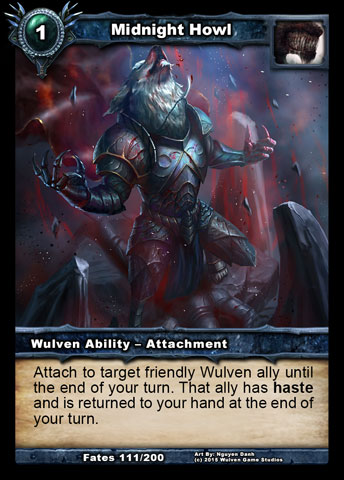 1
Midnight Howl
Wulven Ability – Attachment
Attach to target friendly Wulven ally until
the end of your turn. That ally has haste
and is returned to your hand at the end of
your turn.
Fates 111/200
Art By: Nguyen Danh
(c) 2015 Wulven Game Studios